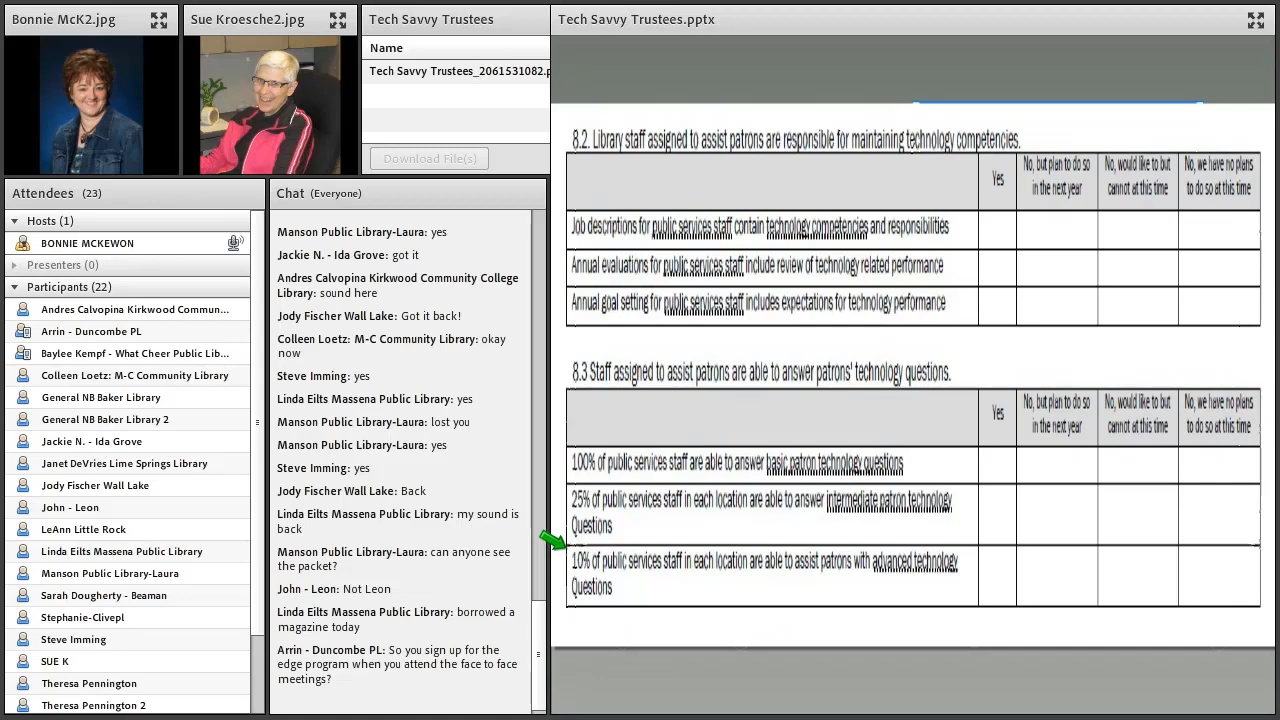 Bonnie McK2.jpg
Sue Kroesche2.jpg
Tech Savvy Trustees
Name
Tech Savvy Trustees_2061531082.p
Download File(s)
Attendees (23)
Hosts (1)
BONNIE MCKEWON
Presenters (0)
Participants (22)
Andres Calvopina Kirkwood Commun...
Arrin - Duncombe PL
Baylee Kempf - What Cheer Public Lib...
Colleen Loetz: M-C Community Library
General NB Baker Library
General NB Baker Library 2
Jackie N. - Ida Grove
Janet DeVries Lime Springs Library
Jody Fischer Wall Lake
John - Leon
LeAnn Little Rock
Linda Eilts Massena Public Library
Manson Public Library-Laura
Sarah Dougherty - Beaman
Stephanie-Clivepl
Steve Imming
SUE K
Theresa Pennington
Theresa Pennington 2
Chat (Everyone)
Manson Public Library-Laura: yes
Jackie N. - Ida Grove: got it
Andres Calvopina Kirkwood Community College
Library: sound here
Jody Fischer Wall Lake: Got it back!
Colleen Loetz: M-C Community Library: okay
now
Steve Imming: yes
Linda Eilts Massena Public Library: yes
Manson Public Library-Laura: lost you
Manson Public Library-Laura: yes
Steve Imming: yes
Jody Fischer Wall Lake: Back
Linda Eilts Massena Public Library: my sound is
back
Manson Public Library-Laura: can anyone see
the packet?
John - Leon: Not Leon
Linda Eilts Massena Public Library: borrowed a
magazine today
Arrin - Duncombe PL: So you sign up for the
edge program when you attend the face to face
meetings?
Tech Savvy Trustees.pptx
8.2. Library staff assigned to assist patrons are responsible for maintaining technology competencies.
Yes
No, but plan to do so
in the next year
No, would like to but
cannot at this time
No, we have no plans
to do so at this time
Job descriptions for public services staff contain technology competencies and responsibilities
Annual evaluations for public services staff include review of technology related performance
Annual goal setting for public services staff includes expectations for technology performance
8.3 Staff assigned to assist patrons are able to answer patrons' technology questions.
Yes
No, but plan to do so
in the next year
No, would like to but
cannot at this time
No, we have no plans
to do so at this time
100% of public services staff are able to answer basic patron technology questions
25% of public services staff in each location are able to answer intermediate patron technology
Questions
10% of public services staff in each location are able to assist patrons with advanced technology
Questions